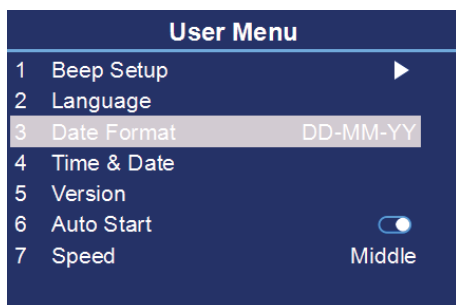 User Menu
1 Beep Setup
2 Language
3 Date Format DD-MM-YY
4 Time & Date
5 Version
6 Auto Start
7 Speed Middle